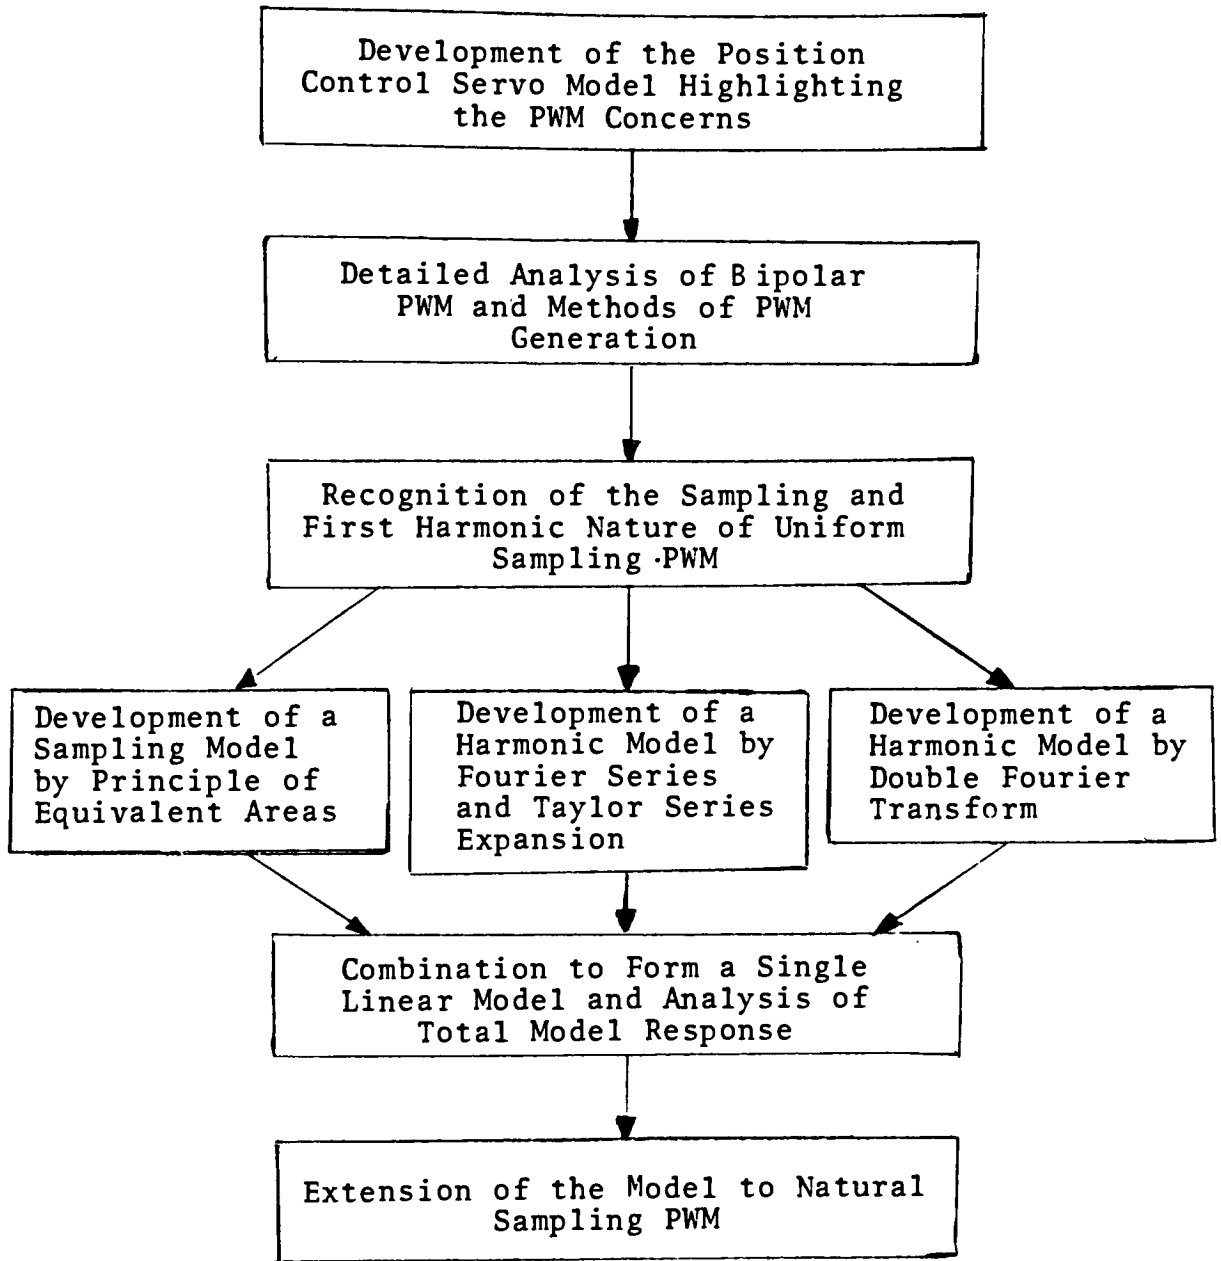 Development of the Position
Control Servo Model Highlighting
the PWM Concerns
Detailed Analysis of Bipolar
PWM and Methods of PWM
Generation
Recognition of the Sampling and
First Harmonic Nature of Uniform
Sampling PWM
Development of a
Sampling Model
by Principle of
Equivalent Areas
Development of a
Harmonic Model by
Fourier Series
and Taylor Series
Expansion
Development of a
Harmonic Model by
Double Fourier
Transform
Combination to Form a Single
Linear Model and Analysis of
Total Model Response
Extension of the Model to Natural
Sampling PWM